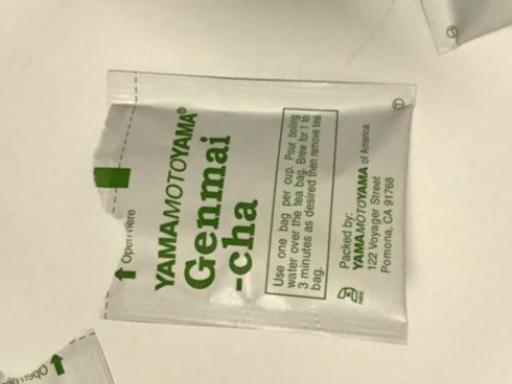 Open here
YAMAMOTOYAMA®
Genmai
-cha
Use one bag per cup. Pour boiling
water over the tea bag. Brew for 1 to
3 minutes as desired then remove tea
bag.
Packed by:
YAMAMOTOYAMA of America
122 Voyager Street
Pomona, CA 91768
Open